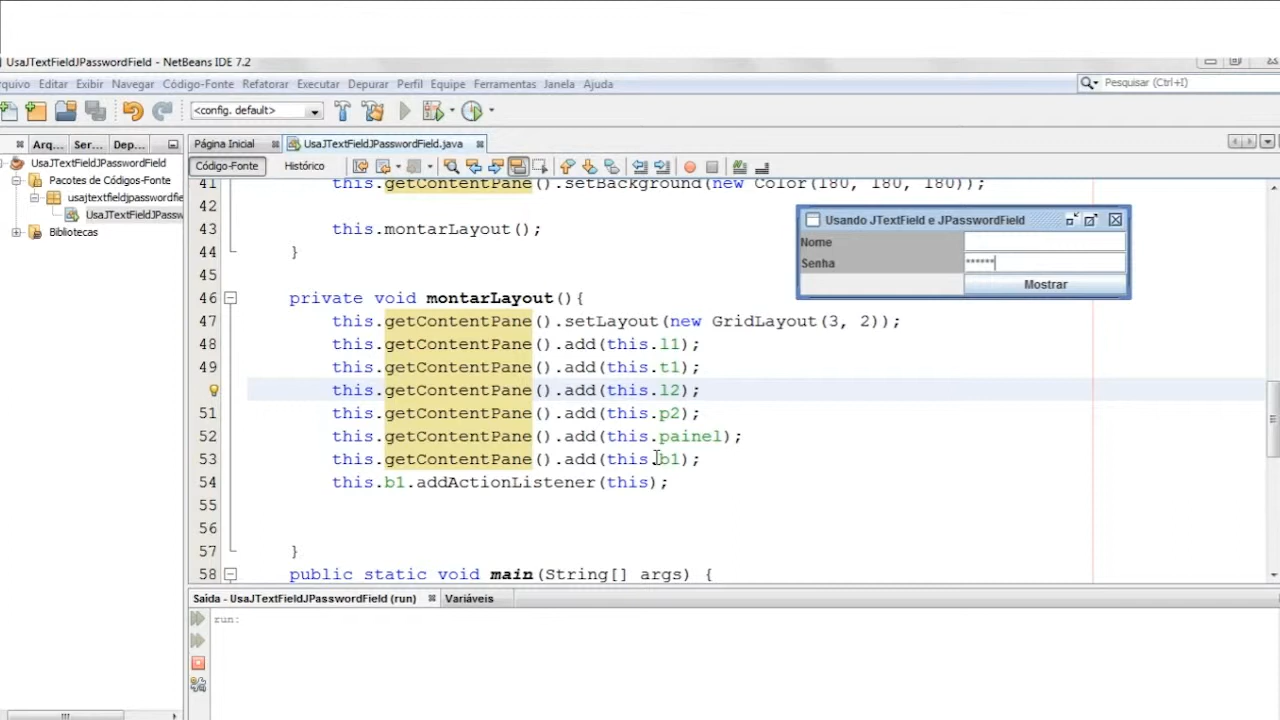 UsaJTextFieldJPasswordField - NetBeans IDE 7.2
rquivo Editar Exibir Navegar Código-Fonte Refatorar Executar Depurar Perfil Equipe Ferramentas Janela Ajuda
Pesquisar (Ctrl+I)
<config. default>
Arq... Ser... Dep...
Página Inicial UsaJTextFieldJPasswordField.java
UsaJTextFieldJPasswordField
Pacotes de Códigos-Fonte
usajtextfieldjpasswordfie
UsaJTextFieldJPassw
Bibliotecas
Código-Fonte Histórico
41 this.getContentPane().setBackground(new Color(180, 180, 180));
42
43 this.montarLayout();
44 }
45
46 private void montarLayout(){
47 this.getContentPane().setLayout(new GridLayout(3, 2));
48 this.getContentPane().add(this.l1);
49 this.getContentPane().add(this.t1);
this.getContentPane().add(this.l2);
51 this.getContentPane().add(this.p2);
52 this.getContentPane().add(this.painel);
53 this.getContentPane().add(this.b1);
54 this.b1.addActionListener(this);
55
56
57 }
58 public static void main(String[] args) {
Usando JTextField e JPasswordField
Nome
Senha ******
Mostrar
Saída - UsaJTextFieldJPasswordField (run) Variáveis
run: